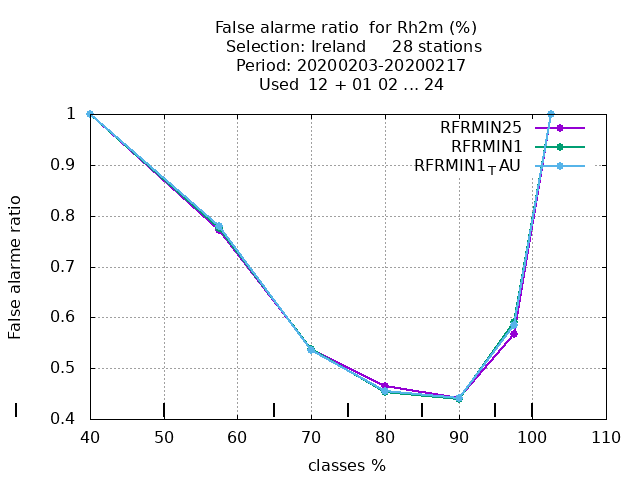 False alarme ratio  for Rh2m (%)
Selection: Ireland     28 stations
Period: 20200203-20200217
Used  12 + 01 02 ... 24
RFRMIN25
RFRMIN1
RFRMIN1TAU
False alarme ratio
1
0.9
0.8
0.7
0.6
0.5
0.4
40 50 60 70 80 90 100 110
classes %